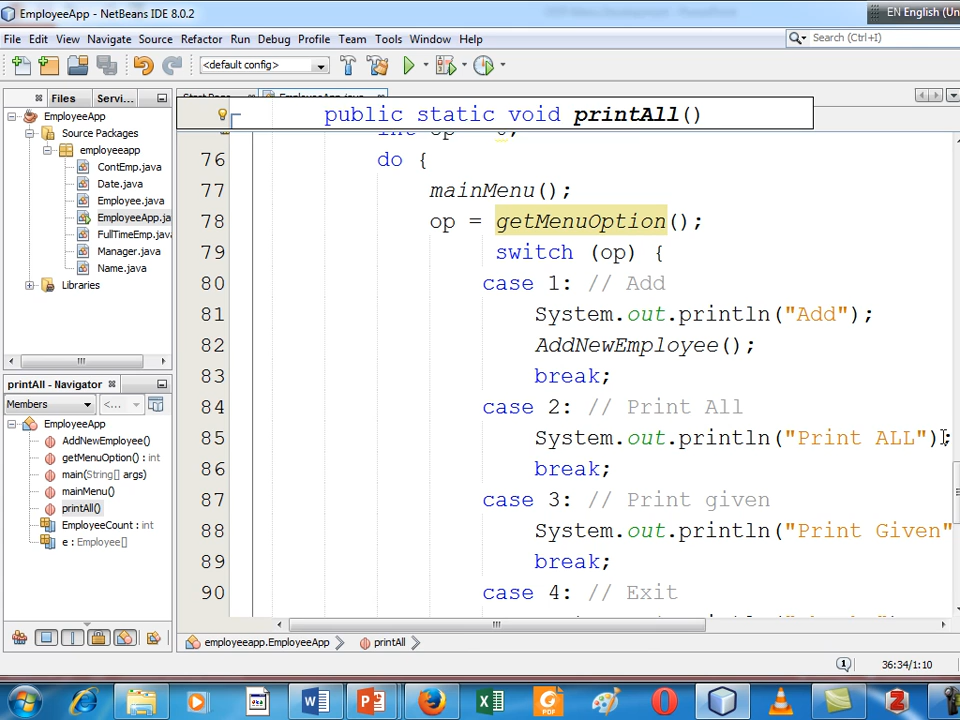 EmployeeApp - NetBeans IDE 8.0.2
EN English (Un
File Edit View Navigate Source Refactor Run Debug Profile Team Tools Window Help
<default config>
Search (Ctrl+I)
Files Servi...
public static void printAll()
EmployeeApp
Source Packages
employeeapp
ContEmp.java
Date.java
Employee.java
EmployeeApp.ja
FullTimeEmp.java
Manager.java
Name.java
Libraries
76 do {
77 mainMenu();
78 op = getMenuOption();
79 switch (op) {
80 case 1: // Add
81 System.out.println("Add");
82 AddNewEmployee();
83 break;
84 case 2: // Print All
85 System.out.println("Print ALL");
86 break;
87 case 3: // Print given
88 System.out.println("Print Given"
89 break;
90 case 4: // Exit
printAll - Navigator
Members
<...
EmployeeApp
AddNewEmployee()
getMenuOption() : int
main(String[] args)
mainMenu()
printAll()
EmployeeCount : int
e : Employee[]
employeeapp.EmployeeApp printAll
1 36:34/1:10